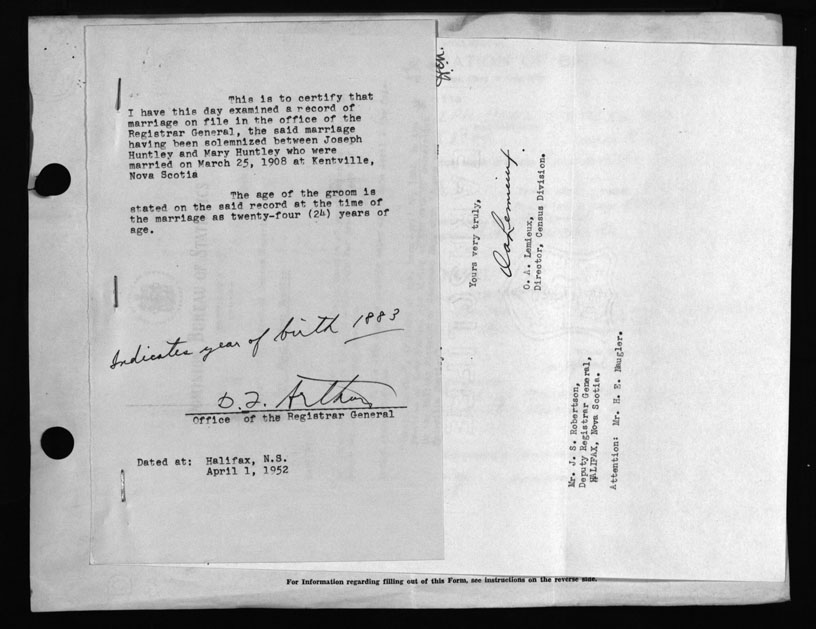 This is to certify that
I have this day examined a record of
marriage on file in the office of the
Registrar General, the said marriage
having been solemnized between Joseph
Huntley and Mary Huntley who were
married on March 25, 1908 at Kentville,
Nova Scotia
The age of the groom is
stated on the said record at the time of
the marriage as twenty-four (24) years of
age.
Indicates year of birth 1883
D. F. Arthur
Office of the Registrar General
Dated at: Halifax, N.S.
April 1, 1952
Yours very truly,
O A Lemieux
O. A. Lemieux,
Director, Census Division.
Mr. J. S. Robertson,
Deputy Registrar General,
HALIFAX, Nova Scotia.
Attention: Mr. H. E. Naugler.
For Information regarding filling out of this Form, see instructions on the reverse side.